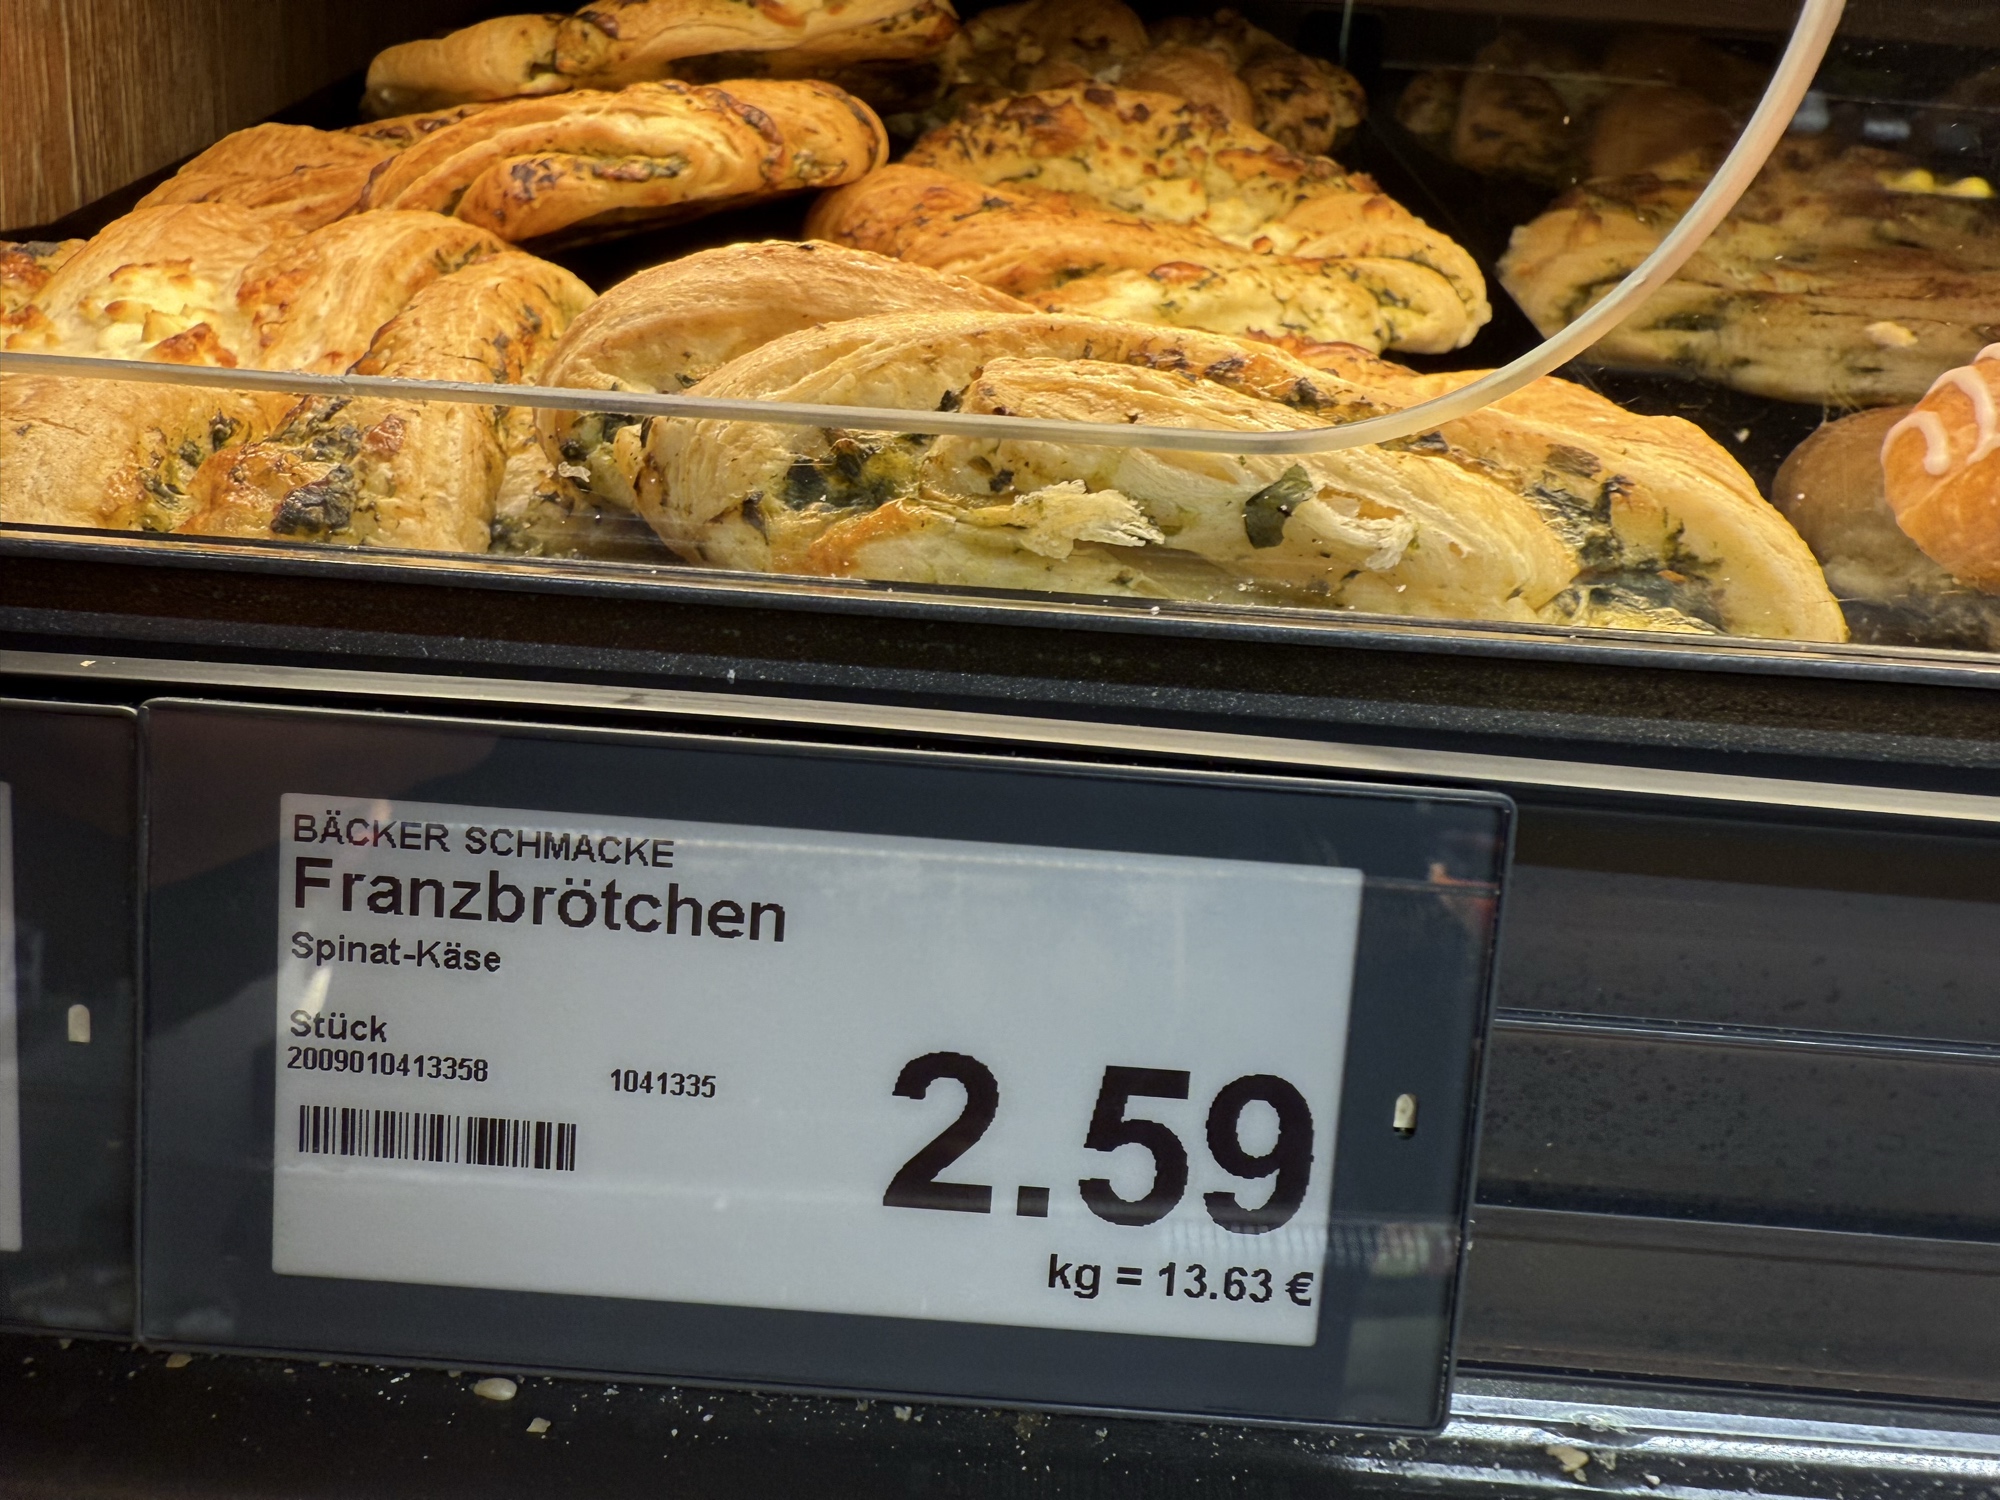 BÄCKER SCHMACKE
Franzbrötchen
Spinat-Käse
Stück
2009010413358 1041335
2.59
kg = 13.63 €